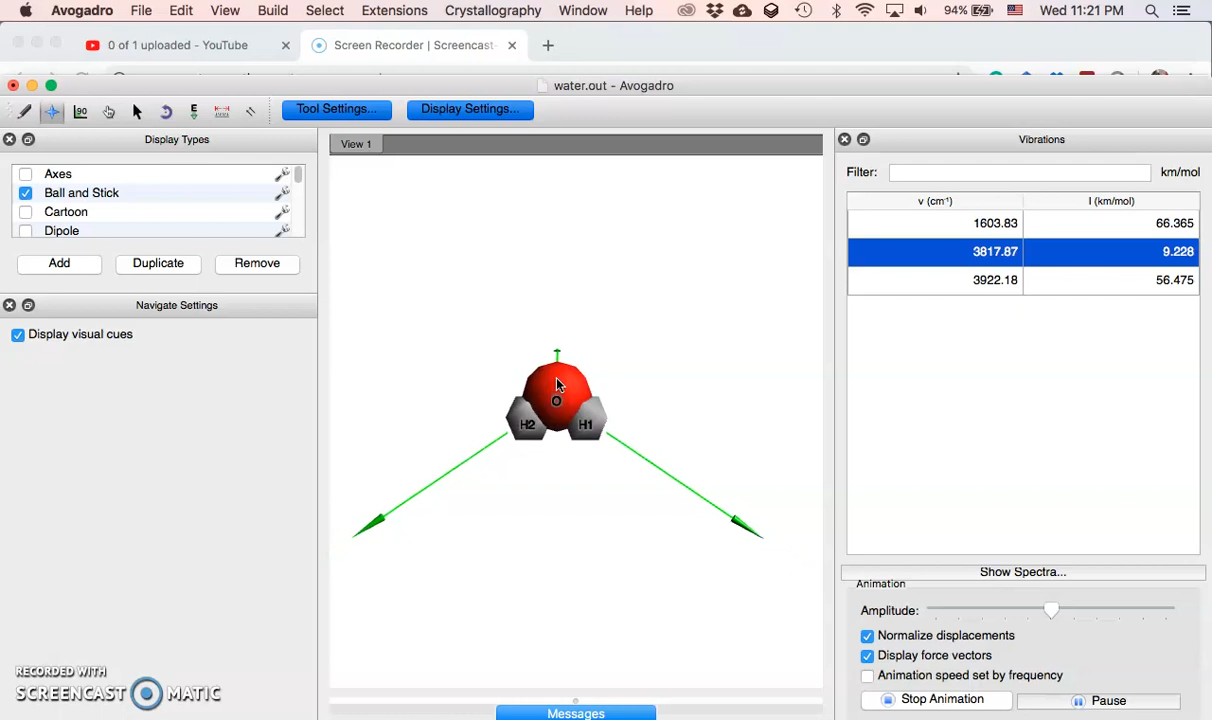 Avogadro File Edit View Build Select Extensions Crystallography Window Help 94% Wed 11:21 PM
0 of 1 uploaded - YouTube Screen Recorder | Screencast-
water.out - Avogadro
Tool Settings... Display Settings...
Display Types
Axes
Ball and Stick
Cartoon
Dipole
Add Duplicate Remove
Navigate Settings
Display visual cues
View 1
O
H2 H1
Messages
Vibrations
Filter: km/mol
v (cm⁻¹) I (km/mol)
1603.83 66.365
3817.87 9.228
3922.18 56.475
Show Spectra...
Animation
Amplitude:
Normalize displacements
Display force vectors
Animation speed set by frequency
Stop Animation Pause
RECORDED WITH
SCREENCAST MATIC